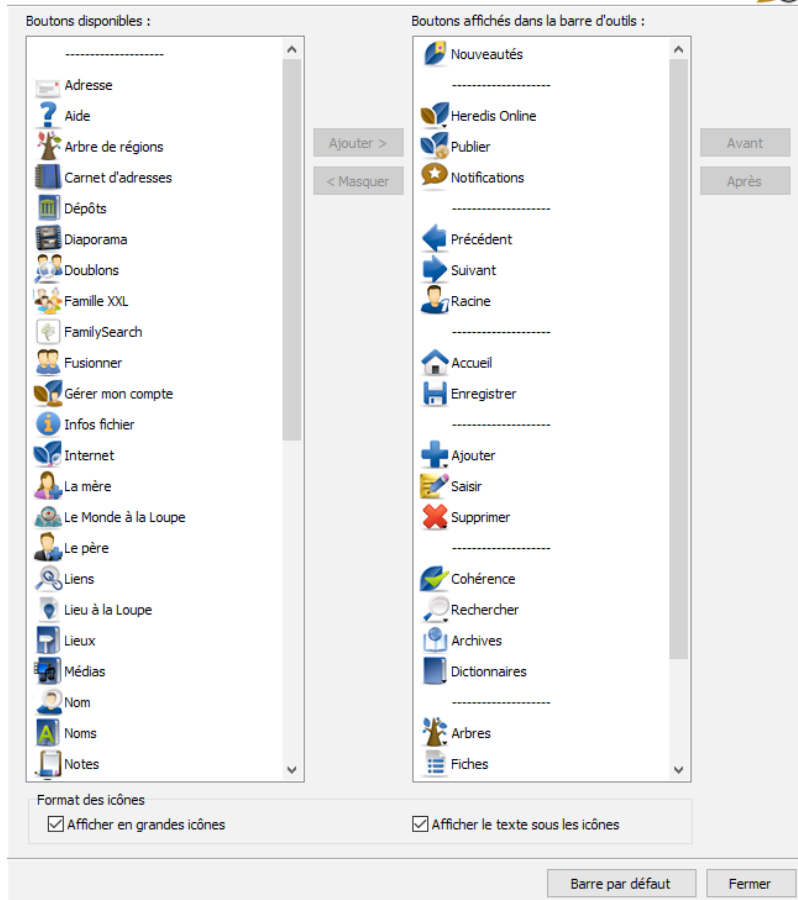 Boutons disponibles :
--------------------
Adresse
Aide
Arbre de régions
Carnet d'adresses
Dépôts
Diaporama
Doublons
Famille XXL
FamilySearch
Fusionner
Gérer mon compte
Infos fichier
Internet
La mère
Le Monde à la Loupe
Le père
Liens
Lieu à la Loupe
Lieux
Médias
Nom
Noms
Notes
Ajouter >
< Masquer
Boutons affichés dans la barre d'outils :
Nouveautés
--------------------
Heredis Online
Publier
Notifications
--------------------
Précédent
Suivant
Racine
--------------------
Accueil
Enregistrer
--------------------
Ajouter
Saisir
Supprimer
--------------------
Cohérence
Rechercher
Archives
Dictionnaires
--------------------
Arbres
Fiches
Avant
Après
Format des icônes
Afficher en grandes icônes
Afficher le texte sous les icônes
Barre par défaut
Fermer